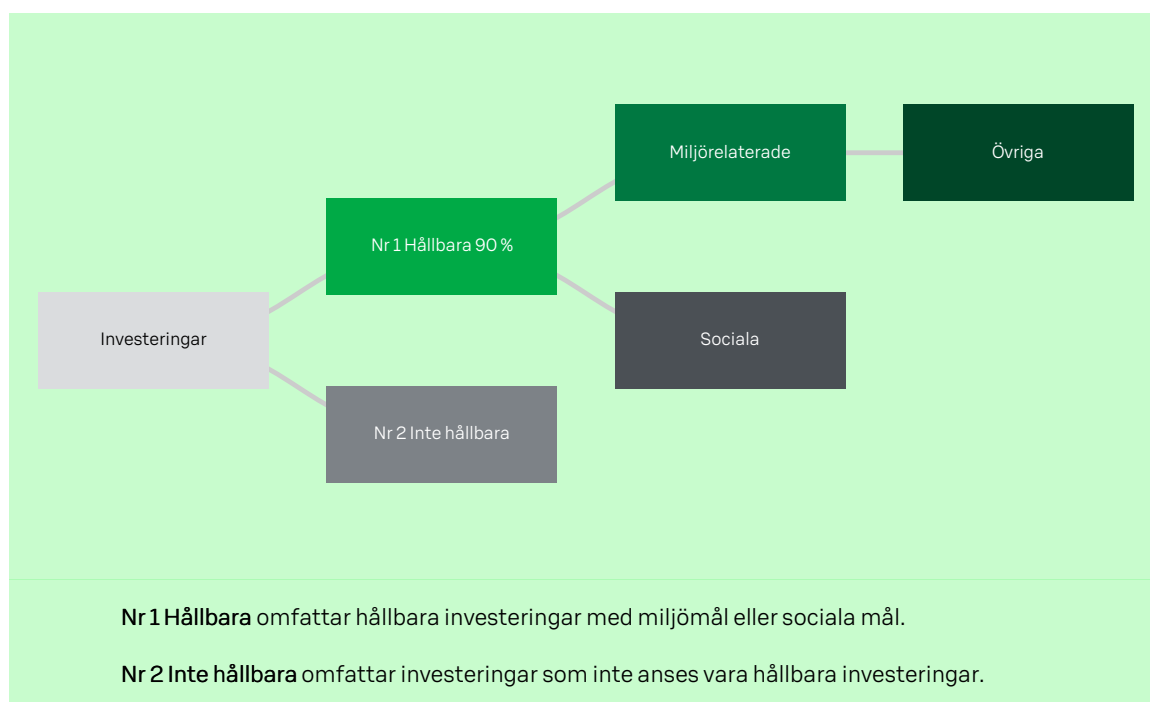 Miljörelaterade
Övriga
Nr 1 Hållbara 90 %
Investeringar
Sociala
Nr 2 Inte hållbara
Nr 1 Hållbara omfattar hållbara investeringar med miljömål eller sociala mål.
Nr 2 Inte hållbara omfattar investeringar som inte anses vara hållbara investeringar.